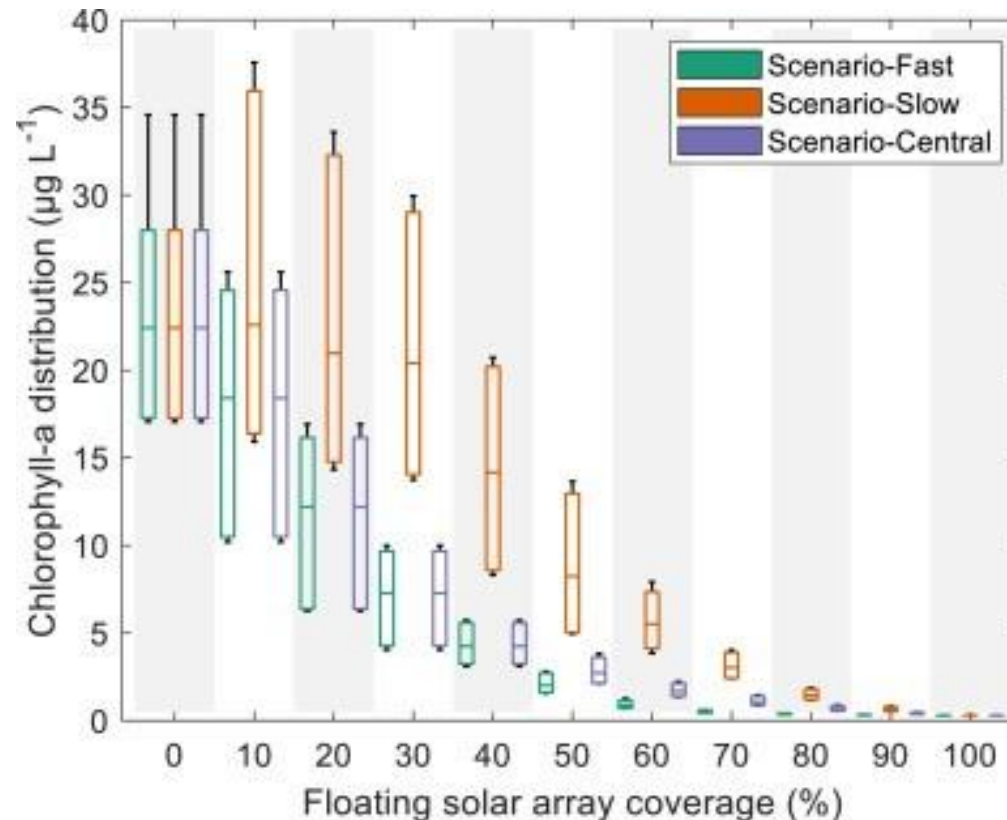 40
35
30
25
20
15
10
5
0
Chlorophyll-a distribution (µg L⁻¹)
Scenario-Fast
Scenario-Slow
Scenario-Central
0 10 20 30 40 50 60 70 80 90 100
Floating solar array coverage (%)